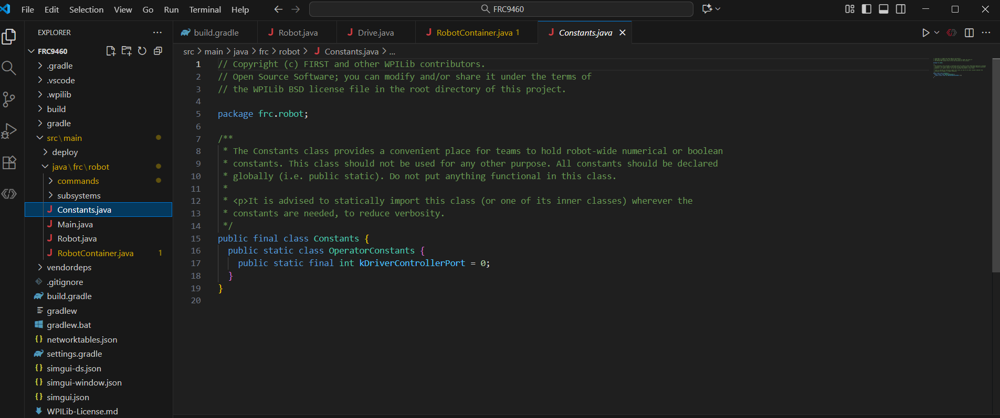 File Edit Selection View Go Run Terminal Help FRC9460
EXPLORER
FRC9460
.gradle
.vscode
.wpilib
build
gradle
src\main
deploy
java\frc\robot
commands
subsystems
Constants.java
Main.java
Robot.java
RobotContainer.java 1
vendordeps
.gitignore
build.gradle
gradlew
gradlew.bat
networktables.json
settings.gradle
simgui-ds.json
simgui-window.json
simgui.json
WPILib-License.md
build.gradle Robot.java Drive.java RobotContainer.java 1 Constants.java
src > main > java > frc > robot > Constants.java > ...
1 // Copyright (c) FIRST and other WPILib contributors.
2 // Open Source Software; you can modify and/or share it under the terms of
3 // the WPILib BSD license file in the root directory of this project.
4
5 package frc.robot;
6
7 /**
8 * The Constants class provides a convenient place for teams to hold robot-wide numerical or boolean
9 * constants. This class should not be used for any other purpose. All constants should be declared
10 * globally (i.e. public static). Do not put anything functional in this class.
11 *
12 * <p>It is advised to statically import this class (or one of its inner classes) wherever the
13 * constants are needed, to reduce verbosity.
14 */
15 public final class Constants {
16 public static class OperatorConstants {
17 public static final int kDriverControllerPort = 0;
18 }
19 }
20